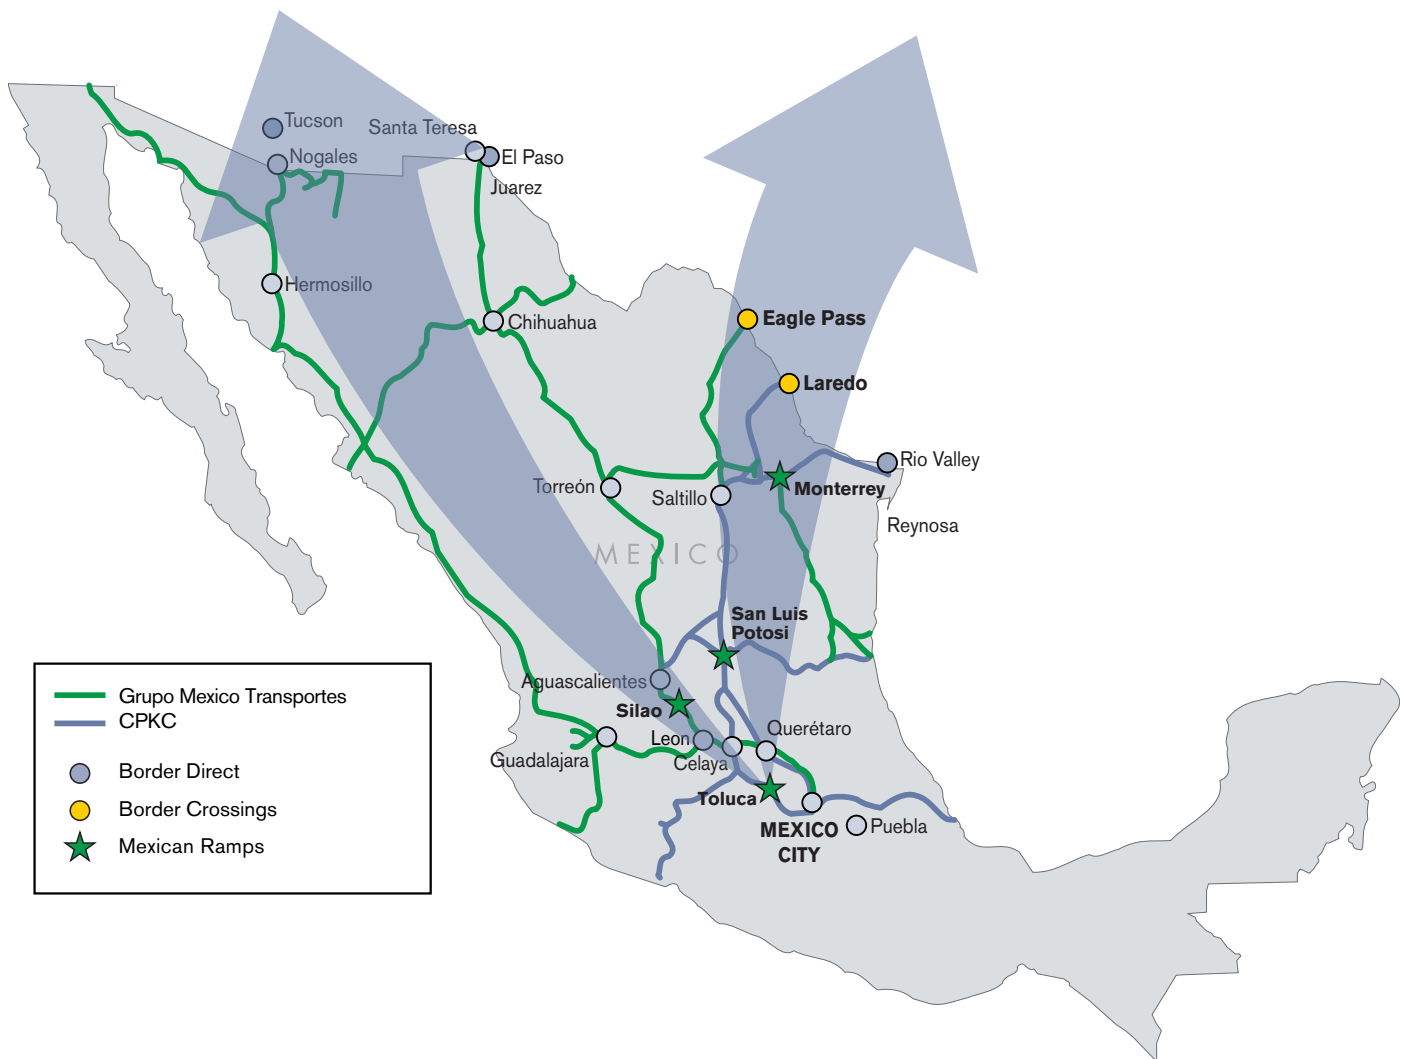 Tucson
Santa Teresa
Nogales
El Paso
Juarez
Hermosillo
Chihuahua
Eagle Pass
Laredo
Rio Valley
Torreón
Saltillo
Monterrey
Reynosa
MEXICO
San Luis
Potosi
Aguascalientes
Silao
Leon
Querétaro
Guadalajara
Celaya
Toluca
MEXICO
CITY
Puebla
Grupo Mexico Transportes
CPKC
Border Direct
Border Crossings
Mexican Ramps